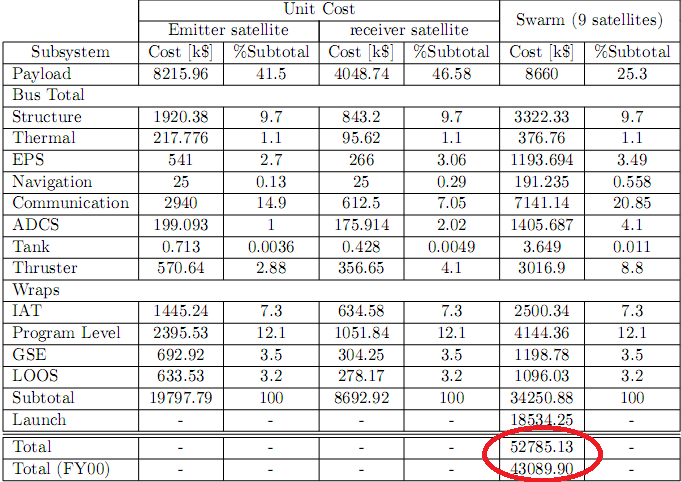 Unit Cost
Swarm (9 satellites)
Emitter satellite receiver satellite
Subsystem Cost [k$] %Subtotal Cost [k$] %Subtotal Cost [k$] %Subtotal
Payload 8215.96 41.5 4048.74 46.58 8660 25.3
Bus Total
Structure 1920.38 9.7 843.2 9.7 3322.33 9.7
Thermal 217.776 1.1 95.62 1.1 376.76 1.1
EPS 541 2.7 266 3.06 1193.694 3.49
Navigation 25 0.13 25 0.29 191.235 0.558
Communication 2940 14.9 612.5 7.05 7141.14 20.85
ADCS 199.093 1 175.914 2.02 1405.687 4.1
Tank 0.713 0.0036 0.428 0.0049 3.649 0.011
Thruster 570.64 2.88 356.65 4.1 3016.9 8.8
Wraps
IAT 1445.24 7.3 634.58 7.3 2500.34 7.3
Program Level 2395.53 12.1 1051.84 12.1 4144.36 12.1
GSE 692.92 3.5 304.25 3.5 1198.78 3.5
LOOS 633.53 3.2 278.17 3.2 1096.03 3.2
Subtotal 19797.79 100 8692.92 100 34250.88 100
Launch - - - - 18534.25 -
Total - - - - 52785.13 -
Total (FY00) - - - - 43089.90 -